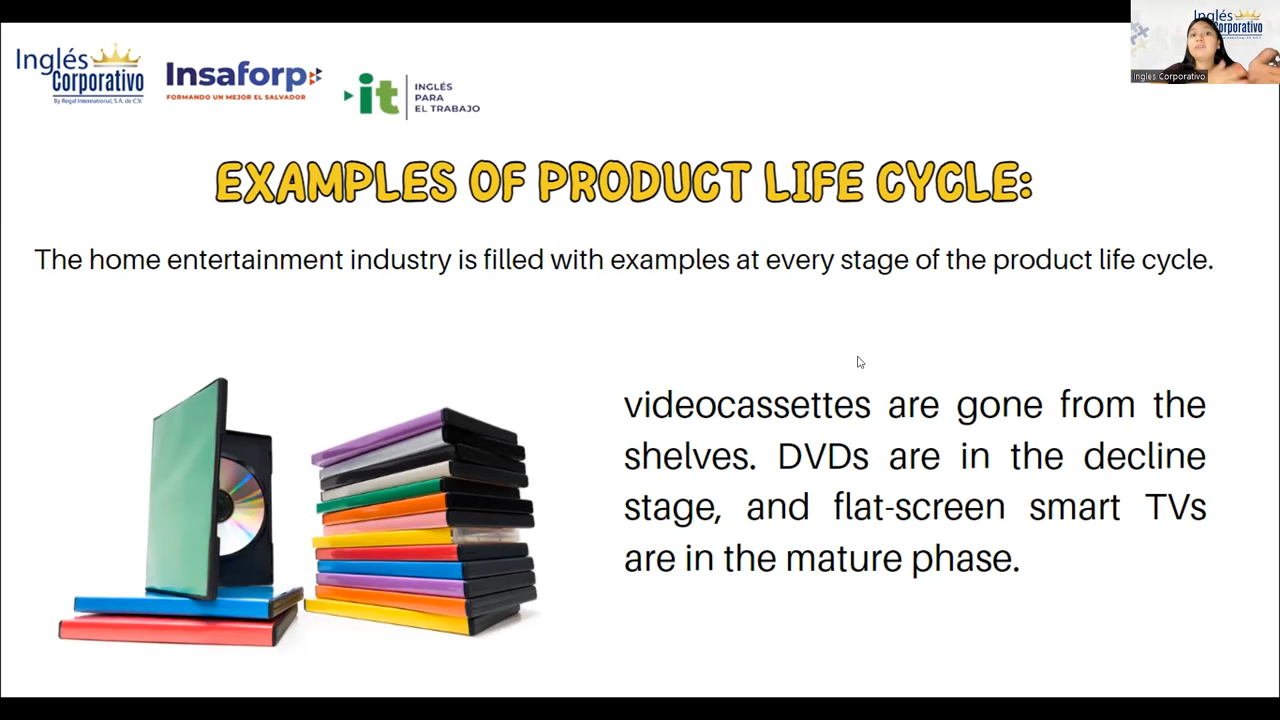 Inglés
Corporativo
By Regal International, S.A. de C.V.
Insaforp
FORMANDO UN MEJOR EL SALVADOR
it
INGLÉS
PARA
EL TRABAJO
Inglés
Corporativo
Inglés Corporativo
EXAMPLES OF PRODUCT LIFE CYCLE:
The home entertainment industry is filled with examples at every stage of the product life cycle.
videocassettes are gone from the
shelves. DVDs are in the decline
stage, and flat-screen smart TVs
are in the mature phase.